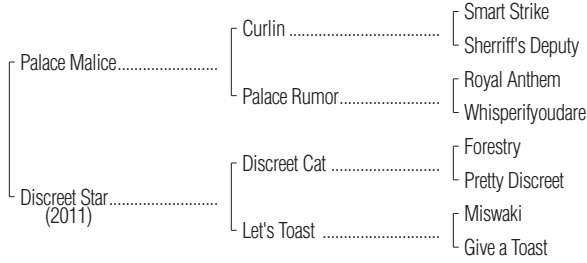 Smart Strike
Curlin ........................................
Sherriff's Deputy
Palace Malice..........................
Royal Anthem
Palace Rumor...........................
Whisperifyoudare
Forestry
Discreet Cat .............................
Pretty Discreet
Discreet Star............................
(2011)
Miswaki
Let's Toast ...............................
Give a Toast